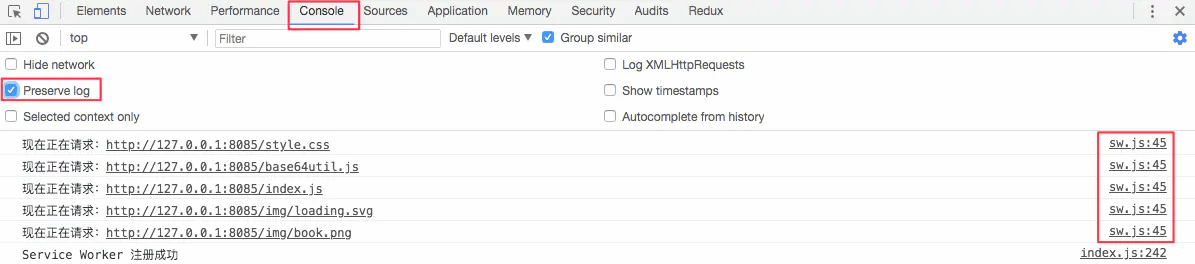 Elements Network Performance Console Sources Application Memory Security Audits Redux
top Filter Default levels Group similar
Hide network Log XMLHttpRequests
Preserve log Show timestamps
Selected context only Autocomplete from history
现在正在请求: http://127.0.0.1:8085/style.css sw.js:45
现在正在请求: http://127.0.0.1:8085/base64util.js sw.js:45
现在正在请求: http://127.0.0.1:8085/index.js sw.js:45
现在正在请求: http://127.0.0.1:8085/img/loading.svg sw.js:45
现在正在请求: http://127.0.0.1:8085/img/book.png sw.js:45
Service Worker 注册成功 index.js:242